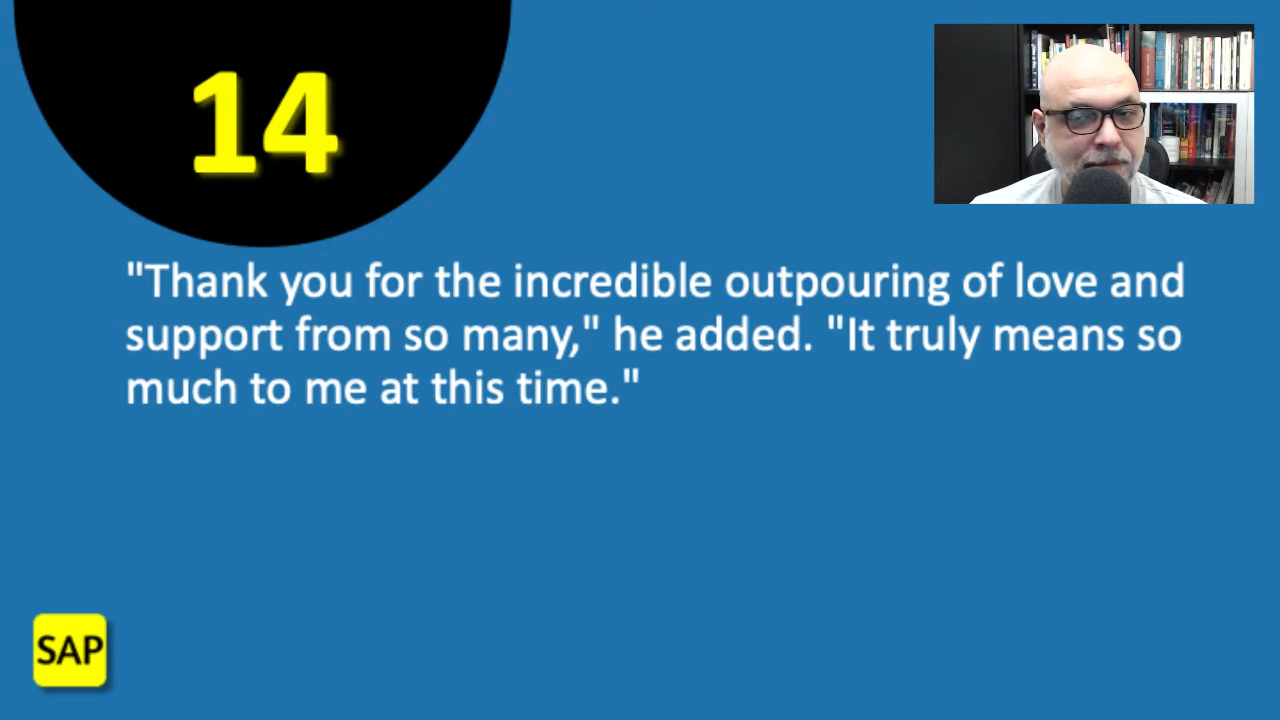 14
"Thank you for the incredible outpouring of love and
support from so many," he added. "It truly means so
much to me at this time."
SAP